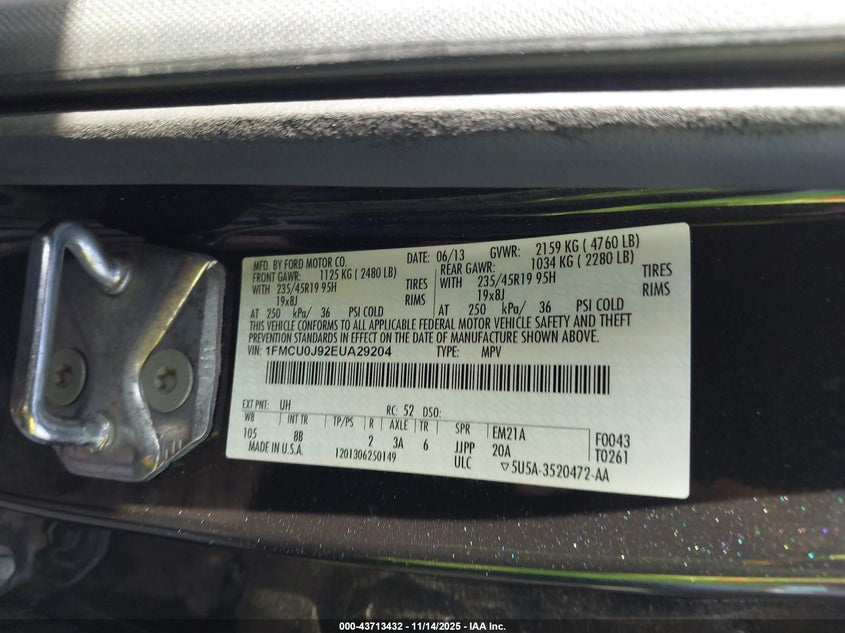 MFD. BY FORD MOTOR CO. DATE: 06/13 GVWR: 2159 KG ( 4760 LB)
FRONT GAWR: 1125 KG ( 2480 LB) REAR GAWR: 1034 KG ( 2280 LB)
WITH 235/45R19 95H TIRES WITH 235/45R19 95H TIRES
19x8J RIMS 19x8J RIMS
AT 250 kPa/ 36 PSI COLD AT 250 kPa/ 36 PSI COLD
THIS VEHICLE CONFORMS TO ALL APPLICABLE FEDERAL MOTOR VEHICLE SAFETY AND THEFT
PREVENTION STANDARDS IN EFFECT ON THE DATE OF MANUFACTURE SHOWN ABOVE.
VIN: 1FMCU0J92EUA29204 TYPE: MPV
EXT PNT: UH RC: 52 DSO:
WB INT TR TP/PS R AXLE TR SPR EM21A F0043
105 8B 2 3A 6 JJPP 20A T0261
MADE IN U.S.A. 1201306250149 ULC ▽5U5A-3520472-AA
000-43713432 - 11/14/2025 - IAA Inc.